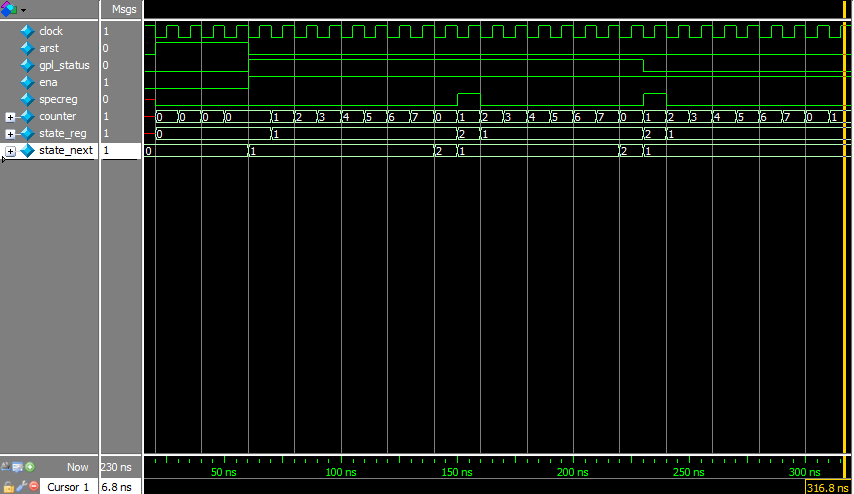 Msgs
clock 1
arst 0
gpl_status 0
ena 1
specreg 0
counter 1 0 0 0 0 1 2 3 4 5 6 7 0 1 2 3 4 5 6 7 0 1 2 3 4 5 6 7 0 1
state_reg 1 0 1 2 1 2 1
state_next 1 0 1 2 1 2 1
Now 230 ns 50 ns 100 ns 150 ns 200 ns 250 ns 300 ns
Cursor 1 6.8 ns 316.8 ns